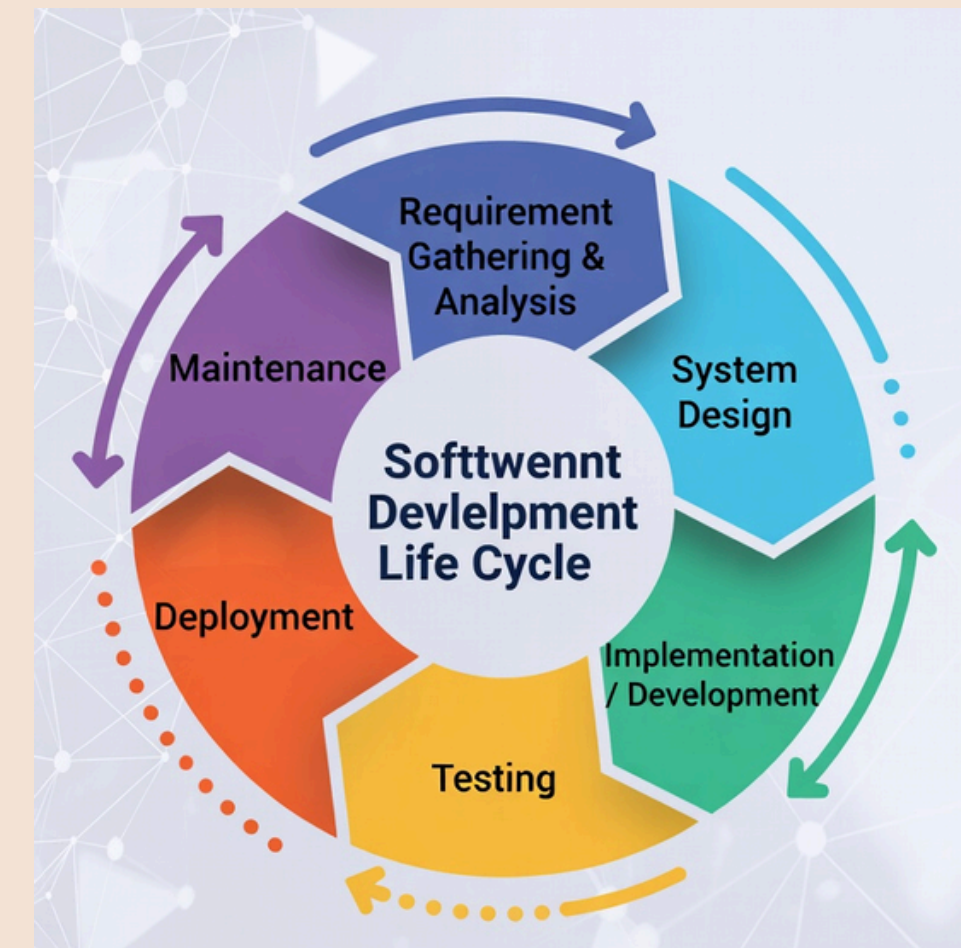 Requirement
Gathering &
Analysis
System
Design
Implementation
/ Development
Testing
Deployment
Maintenance
Softtwennt
Devlelpment
Life Cycle